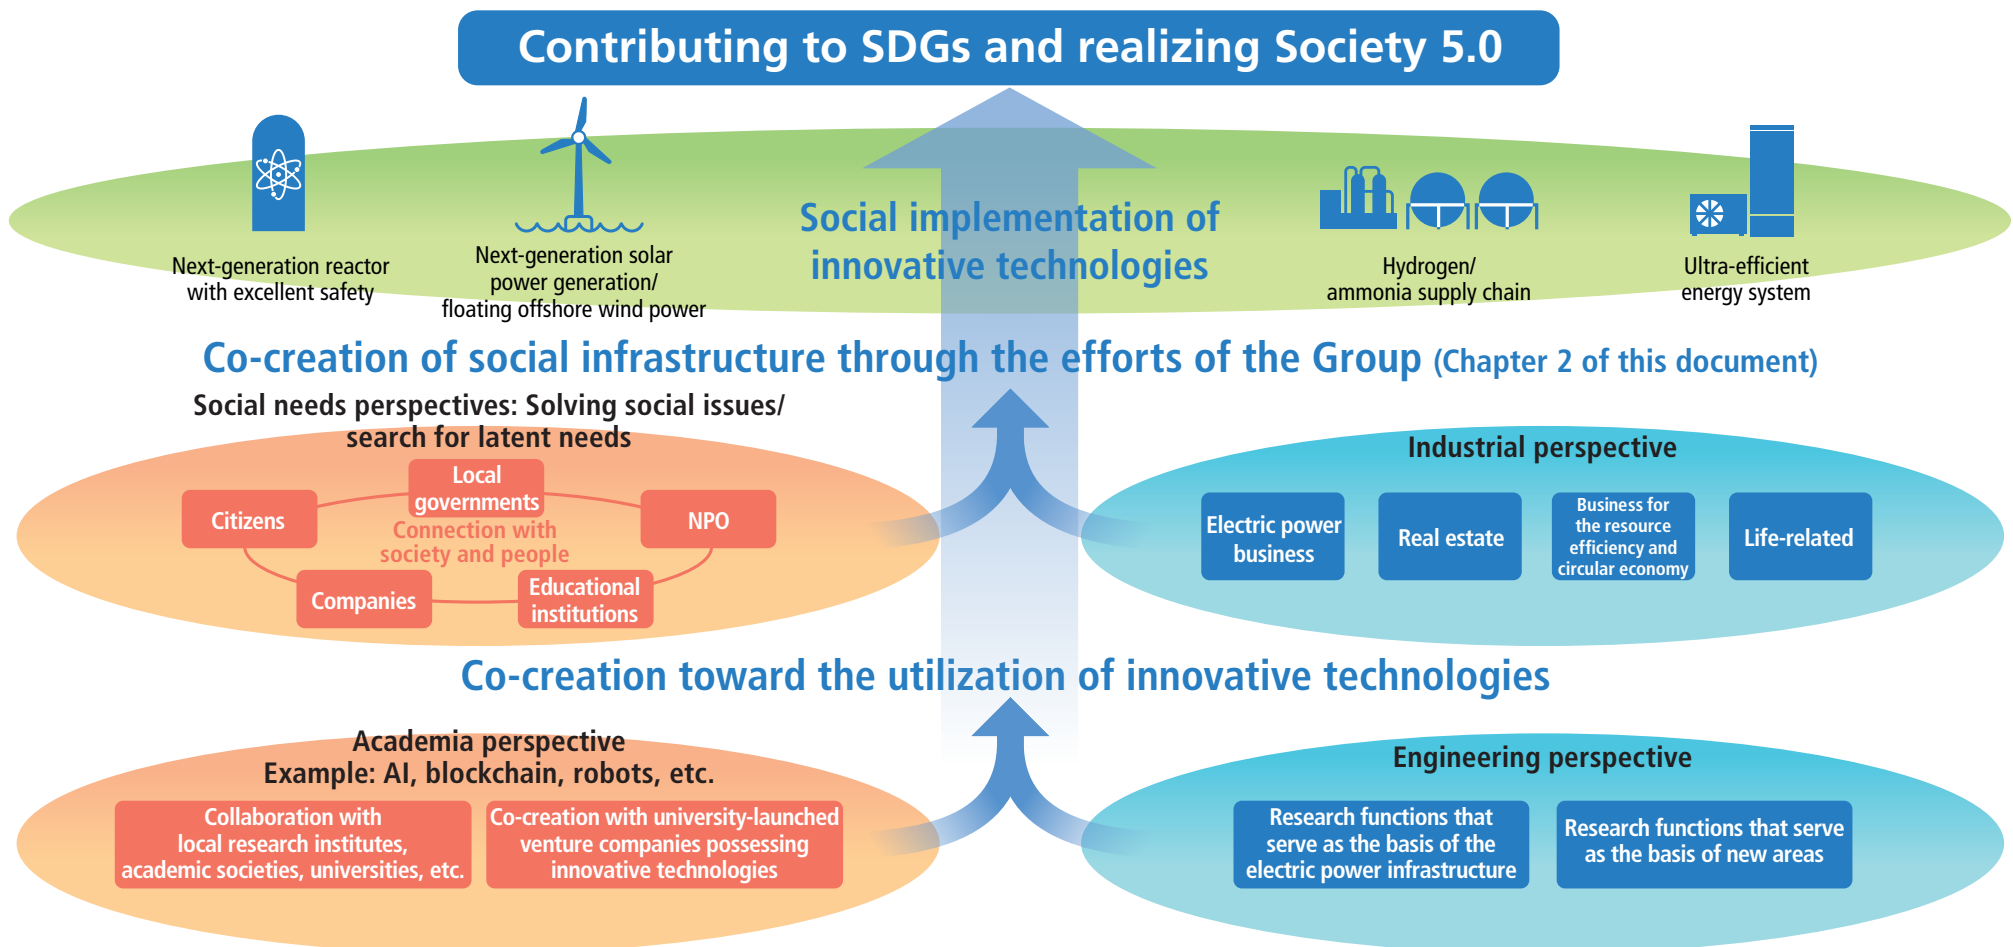 Contributing to SDGs and realizing Society 5.0
Next-generation reactor
with excellent safety
Next-generation solar
power generation/
floating offshore wind power
Social implementation of
innovative technologies
Hydrogen/
ammonia supply chain
Ultra-efficient
energy system
Co-creation of social infrastructure through the efforts of the Group (Chapter 2 of this document)
Social needs perspectives: Solving social issues/
search for latent needs
Citizens
Local
governments
NPO
Connection with
society and people
Companies
Educational
institutions
Industrial perspective
Electric power
business
Real estate
Business for
the resource
efficiency and
circular economy
Life-related
Co-creation toward the utilization of innovative technologies
Academia perspective
Example: AI, blockchain, robots, etc.
Collaboration with
local research institutes,
academic societies, universities, etc.
Co-creation with university-launched
venture companies possessing
innovative technologies
Engineering perspective
Research functions that
serve as the basis of the
electric power infrastructure
Research functions that serve
as the basis of new areas